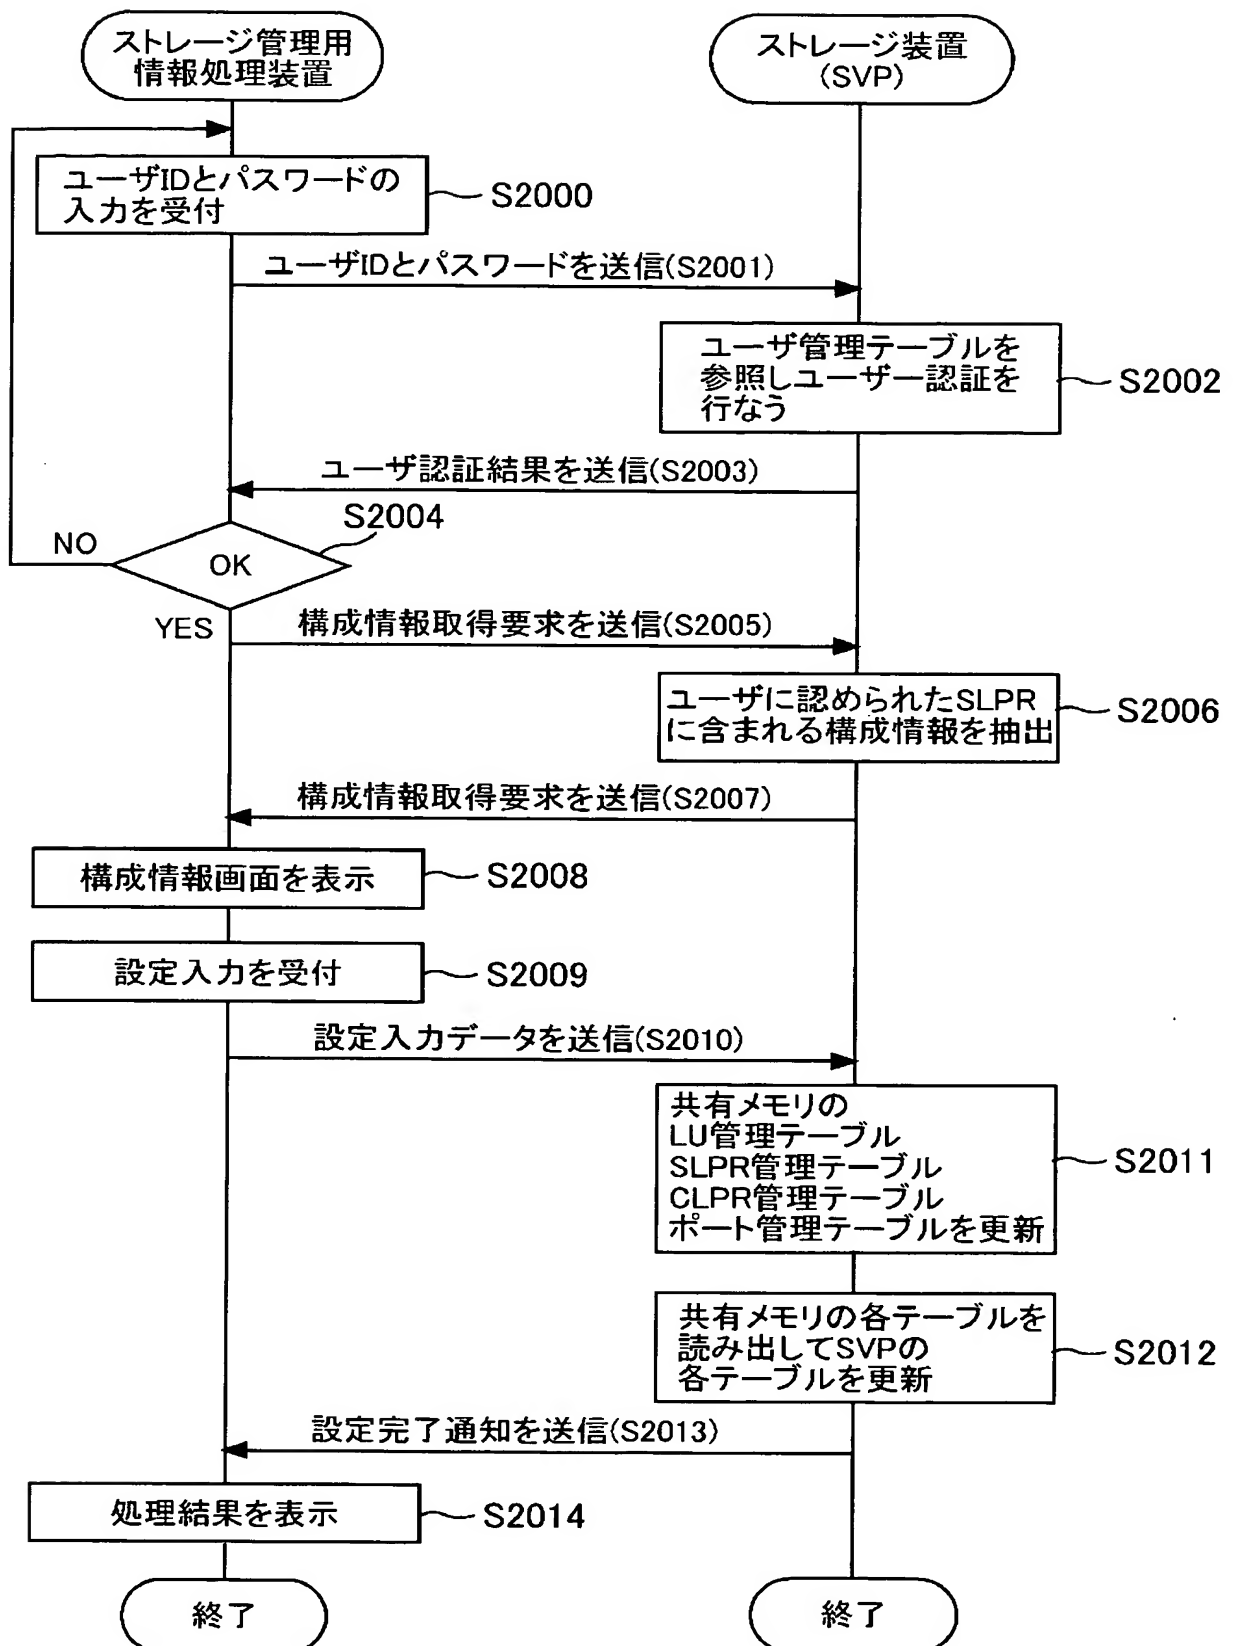 ストレージ管理用
情報処理装置
ストレージ装置
(SVP)
ユーザIDとパスワードの
入力を受付
S2000
ユーザIDとパスワードを送信(S2001)
ユーザ管理テーブルを
参照しユーザー認証を
行なう
S2002
ユーザ認証結果を送信(S2003)
S2004
NO
OK
YES
構成情報取得要求を送信(S2005)
ユーザに認められたSLPR
に含まれる構成情報を抽出
S2006
構成情報取得要求を送信(S2007)
構成情報画面を表示
S2008
設定入力を受付
S2009
設定入力データを送信(S2010)
共有メモリの
LU管理テーブル
SLPR管理テーブル
CLPR管理テーブル
ポート管理テーブルを更新
S2011
共有メモリの各テーブルを
読み出してSVPの
各テーブルを更新
S2012
設定完了通知を送信(S2013)
処理結果を表示
S2014
終了
終了